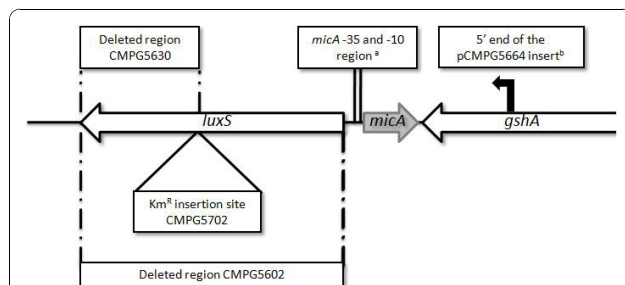 Deleted region
CMPG5630
micA -35 and -10
region a
5' end of the
pCMPG5664 insert b
luxS
micA
gshA
KmR insertion site
CMPG5702
Deleted region CMPG5602